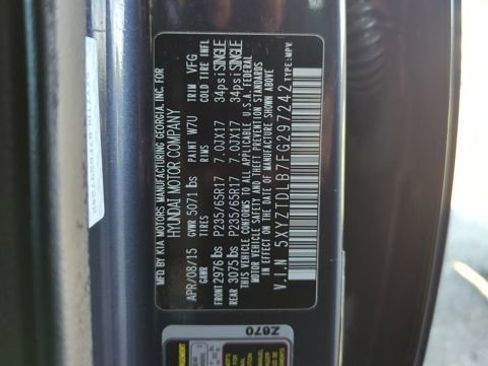 MFD. BY KIA MOTORS MANUFACTURING GEORGIA, INC. FOR
HYUNDAI MOTOR COMPANY
APR/08/15 GVWR 5071 lbs PAINT W7U TRIM VFG
GAWR TIRES RIMS COLD TIRE INFL
FRONT 2976 lbs P235/65R17 7.0JX17 34psi SINGLE
REAR 3075 lbs P235/65R17 7.0JX17 34psi SINGLE
THIS VEHICLE CONFORMS TO ALL APPLICABLE U.S.A. FEDERAL
MOTOR VEHICLE SAFETY AND THEFT PREVENTION STANDARDS
IN EFFECT ON THE DATE OF MANUFACTURE SHOWN ABOVE.
V.I.N 5XYZTDLB7FG297242 TYPE:MPV
Z670